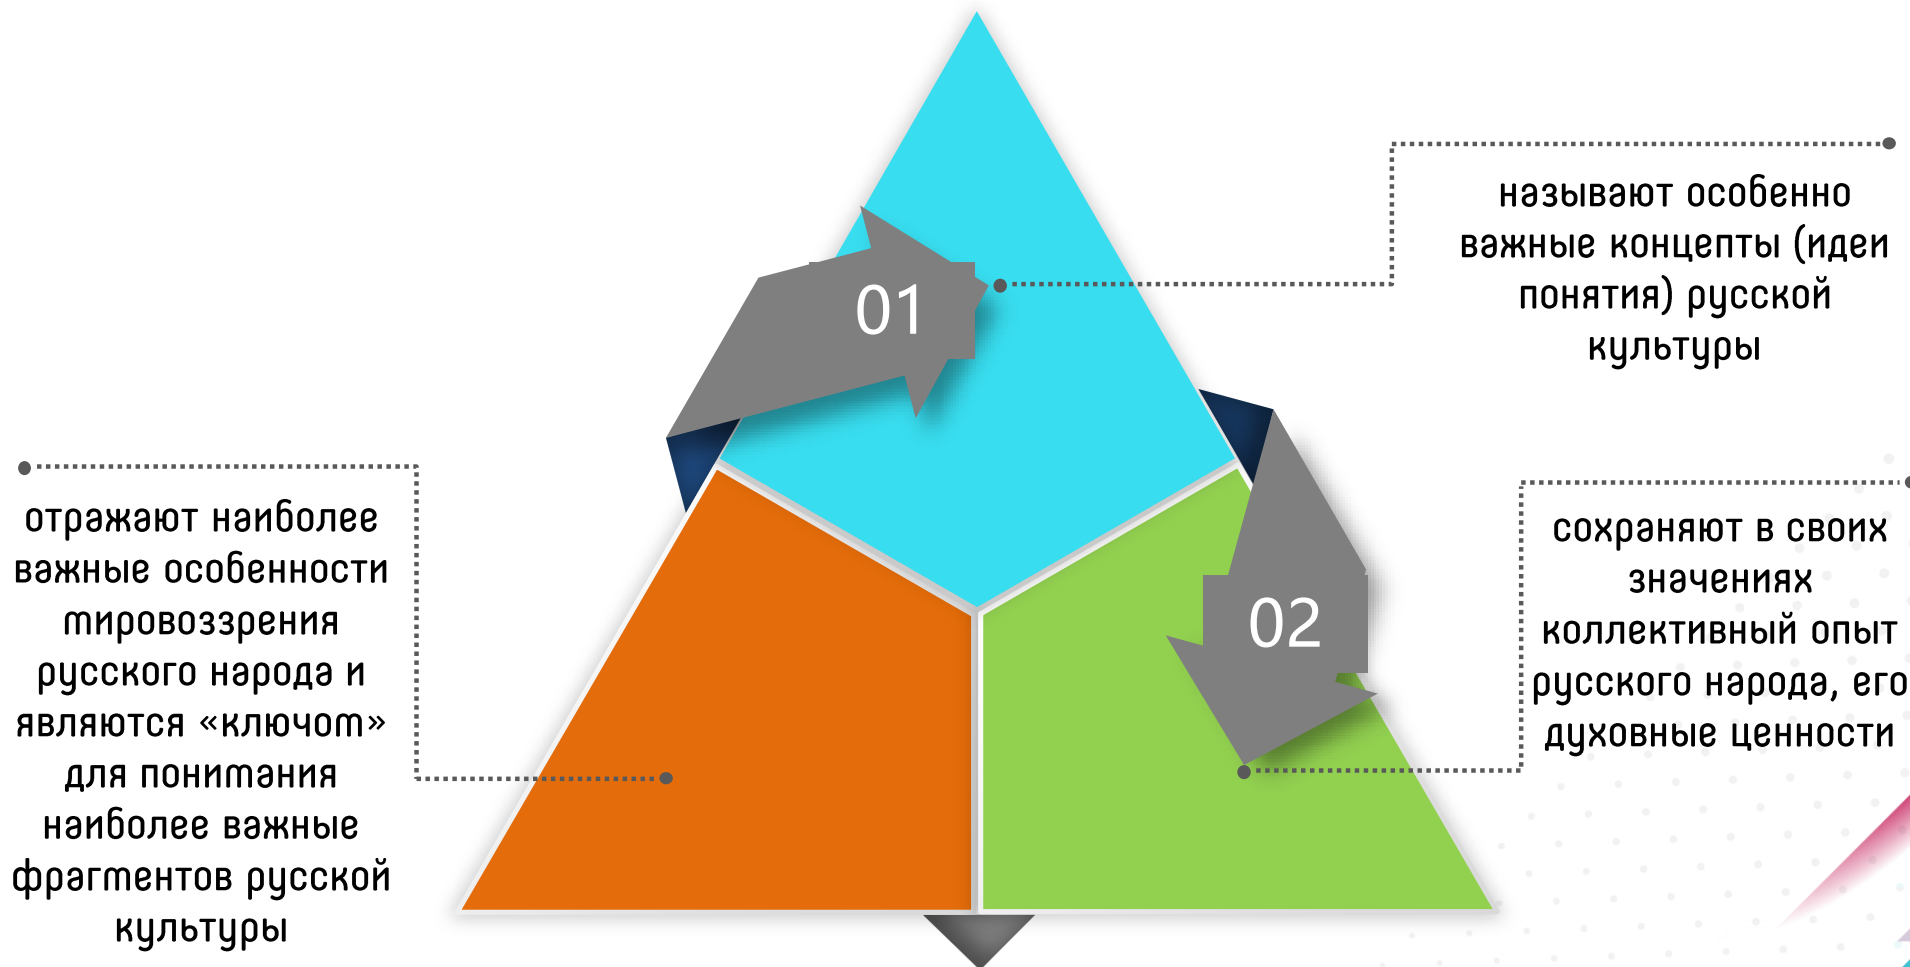 01
называют особенно
важные концепты (идеи
понятия) русской
культуры
02
сохраняют в своих
значениях
коллективный опыт
русского народа, его
духовные ценности
отражают наиболее
важные особенности
мировоззрения
русского народа и
являются «ключом»
для понимания
наиболее важные
фрагментов русской
культуры